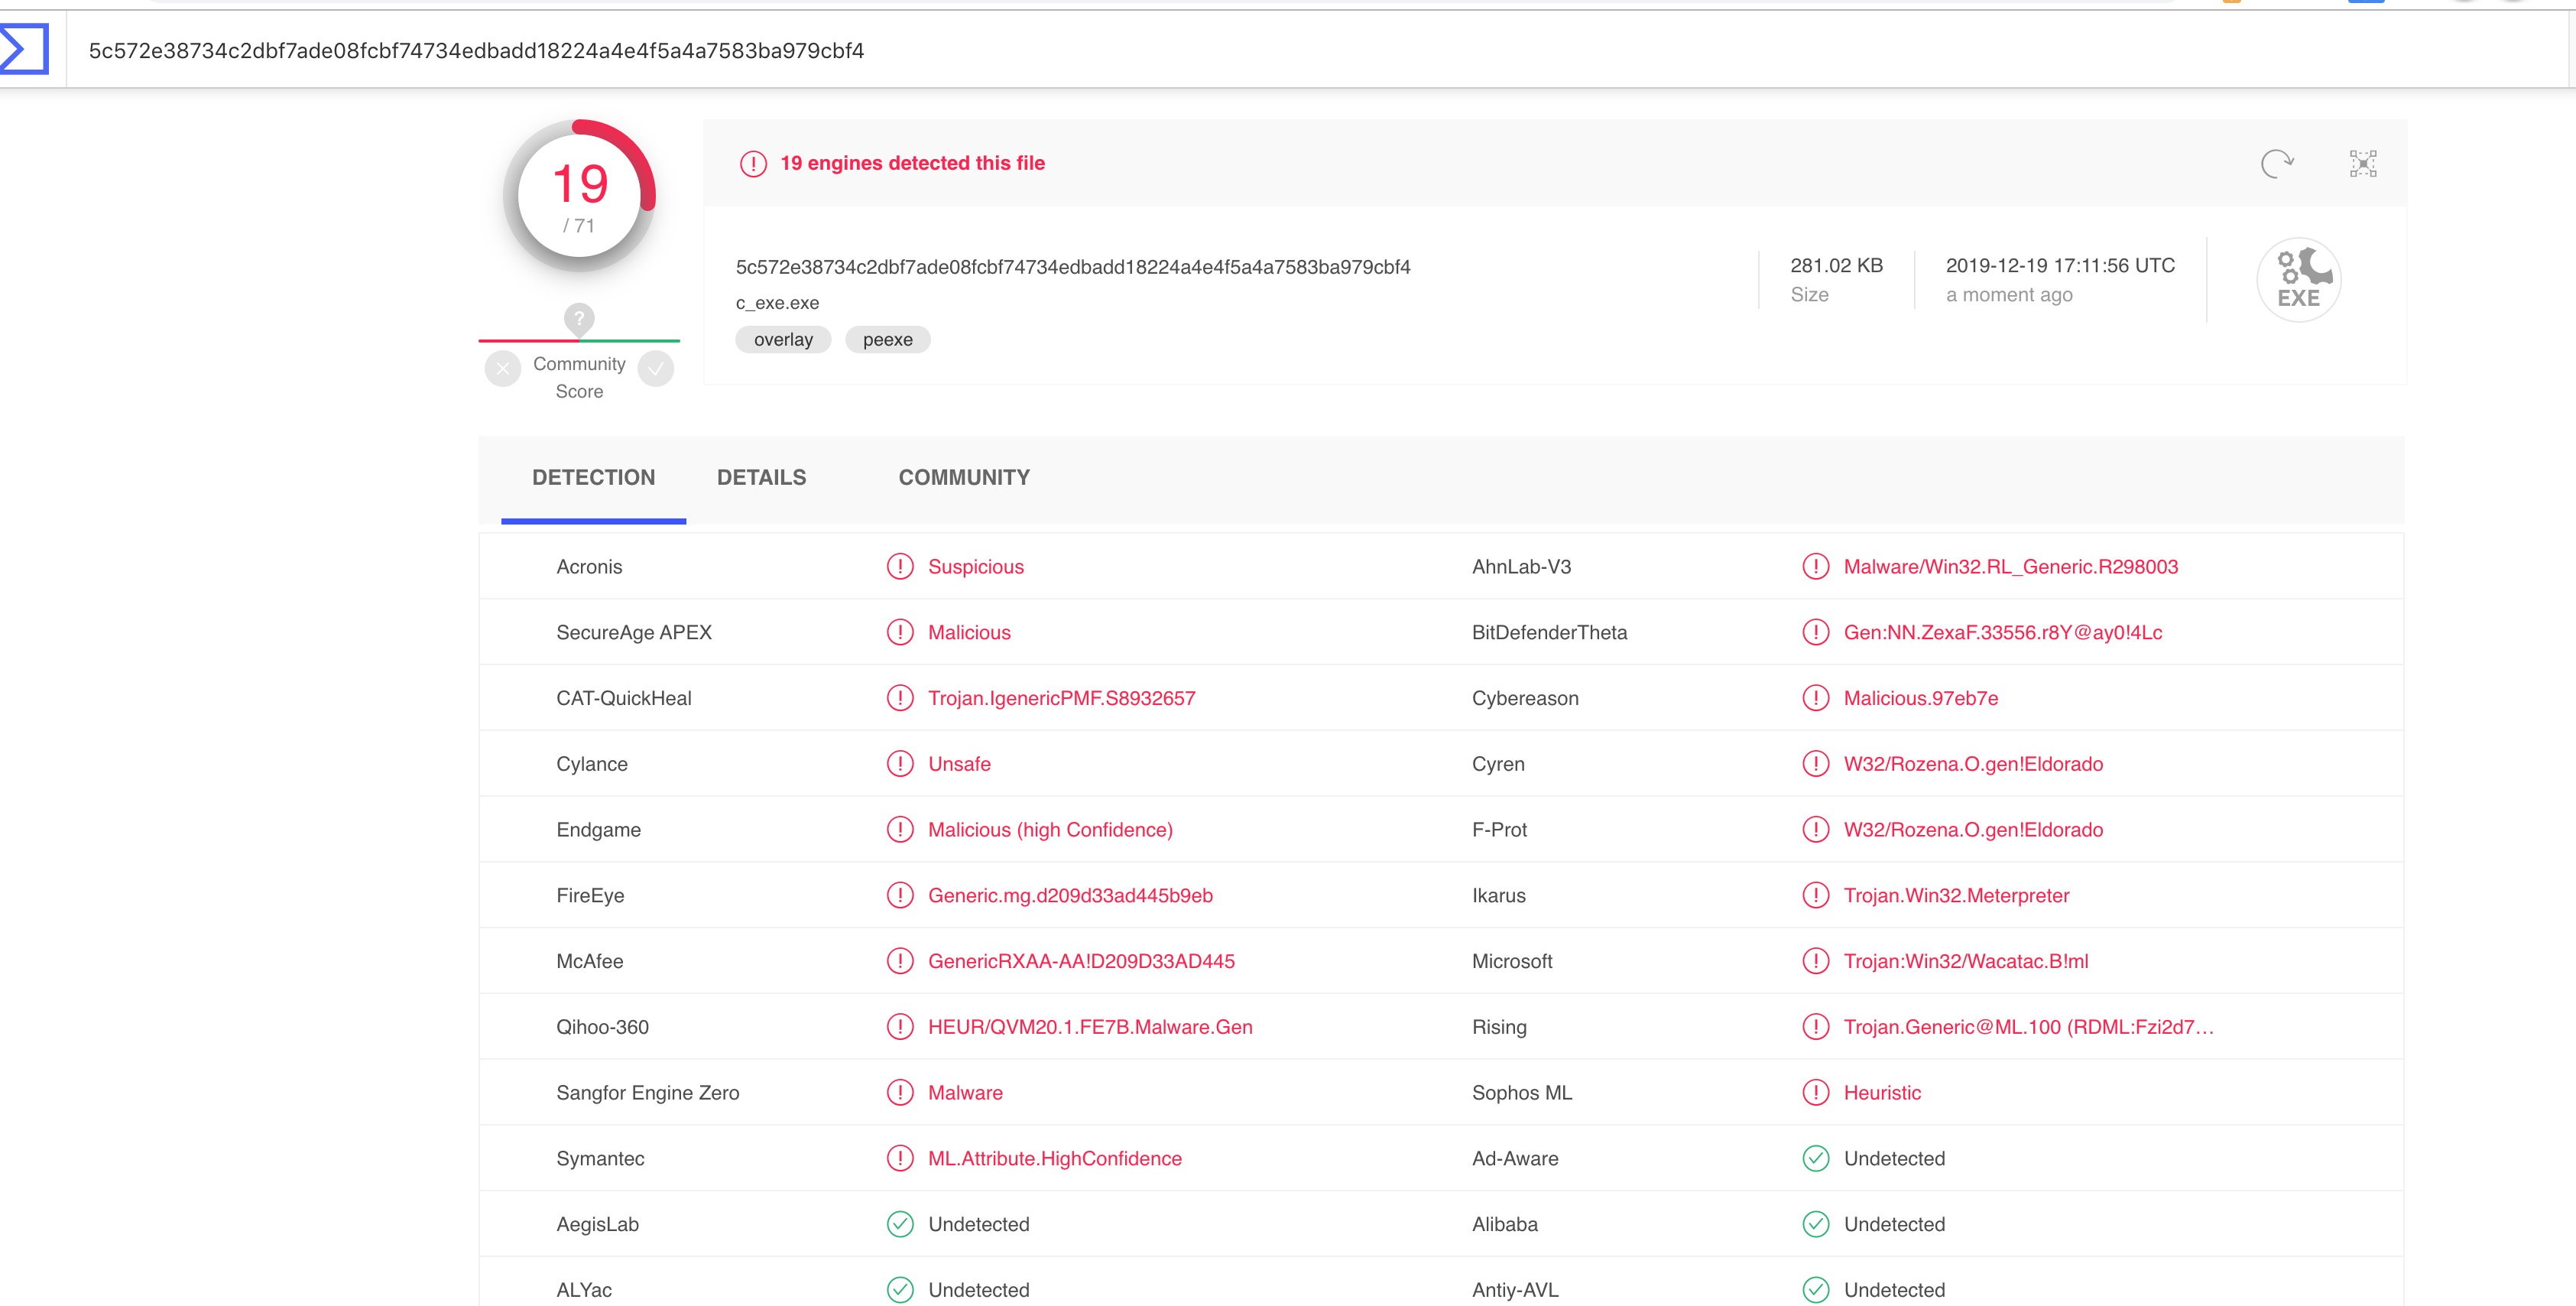 5c572e38734c2dbf7ade08fcbf74734edbadd18224a4e4f5a4a7583ba979cbf4
19
/ 71
?
Community
Score
19 engines detected this file
5c572e38734c2dbf7ade08fcbf74734edbadd18224a4e4f5a4a7583ba979cbf4
c_exe.exe
overlay peexe
281.02 KB
Size
2019-12-19 17:11:56 UTC
a moment ago
EXE
DETECTION DETAILS COMMUNITY
Acronis Suspicious AhnLab-V3 Malware/Win32.RL_Generic.R298003
SecureAge APEX Malicious BitDefenderTheta Gen:NN.ZexaF.33556.r8Y@ay0!4Lc
CAT-QuickHeal Trojan.IgenericPMF.S8932657 Cybereason Malicious.97eb7e
Cylance Unsafe Cyren W32/Rozena.O.gen!Eldorado
Endgame Malicious (high Confidence) F-Prot W32/Rozena.O.gen!Eldorado
FireEye Generic.mg.d209d33ad445b9eb Ikarus Trojan.Win32.Meterpreter
McAfee GenericRXAA-AA!D209D33AD445 Microsoft Trojan:Win32/Wacatac.B!ml
Qihoo-360 HEUR/QVM20.1.FE7B.Malware.Gen Rising Trojan.Generic@ML.100 (RDML:Fzi2d7…
Sangfor Engine Zero Malware Sophos ML Heuristic
Symantec ML.Attribute.HighConfidence Ad-Aware Undetected
AegisLab Undetected Alibaba Undetected
ALYac Undetected Antiy-AVL Undetected